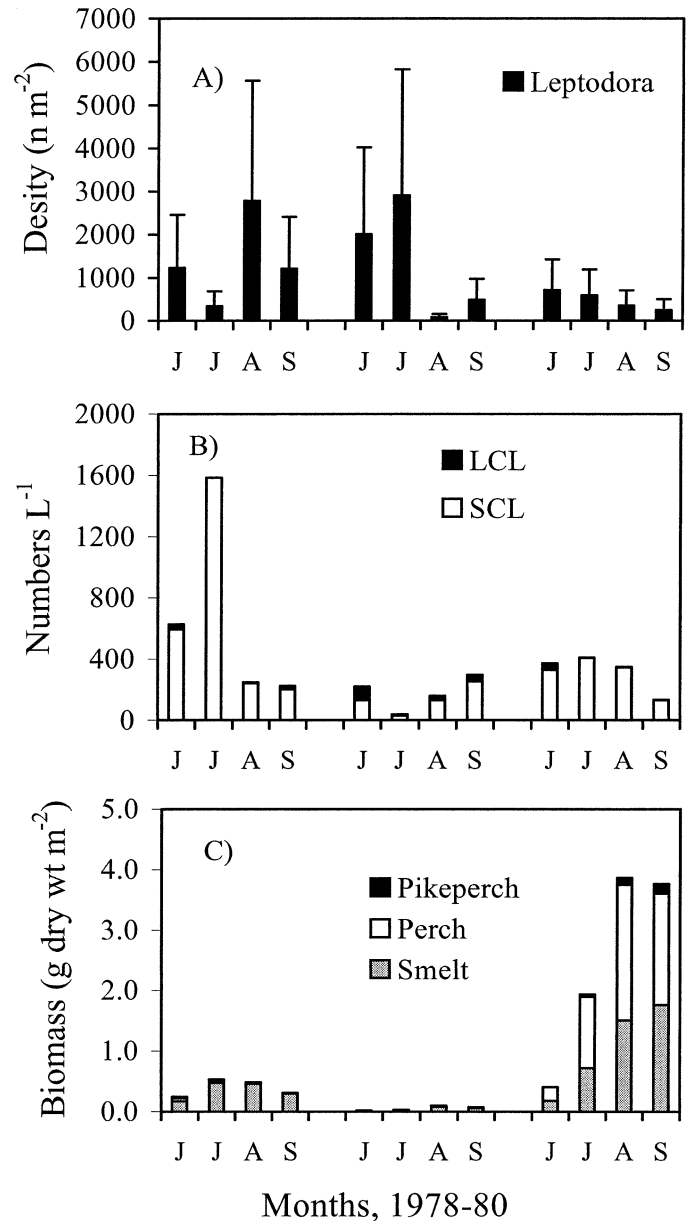 7000
6000
5000
4000
3000
2000
1000
0
Desity (n m⁻²)
A)
Leptodora
J J A S J J A S J J A S
2000
1600
1200
800
400
0
Numbers L⁻¹
B)
LCL
SCL
J J A S J J A S J J A S
5.0
4.0
3.0
2.0
1.0
0.0
Biomass (g dry wt m⁻²)
C)
Pikeperch
Perch
Smelt
J J A S J J A S J J A S
Months, 1978-80